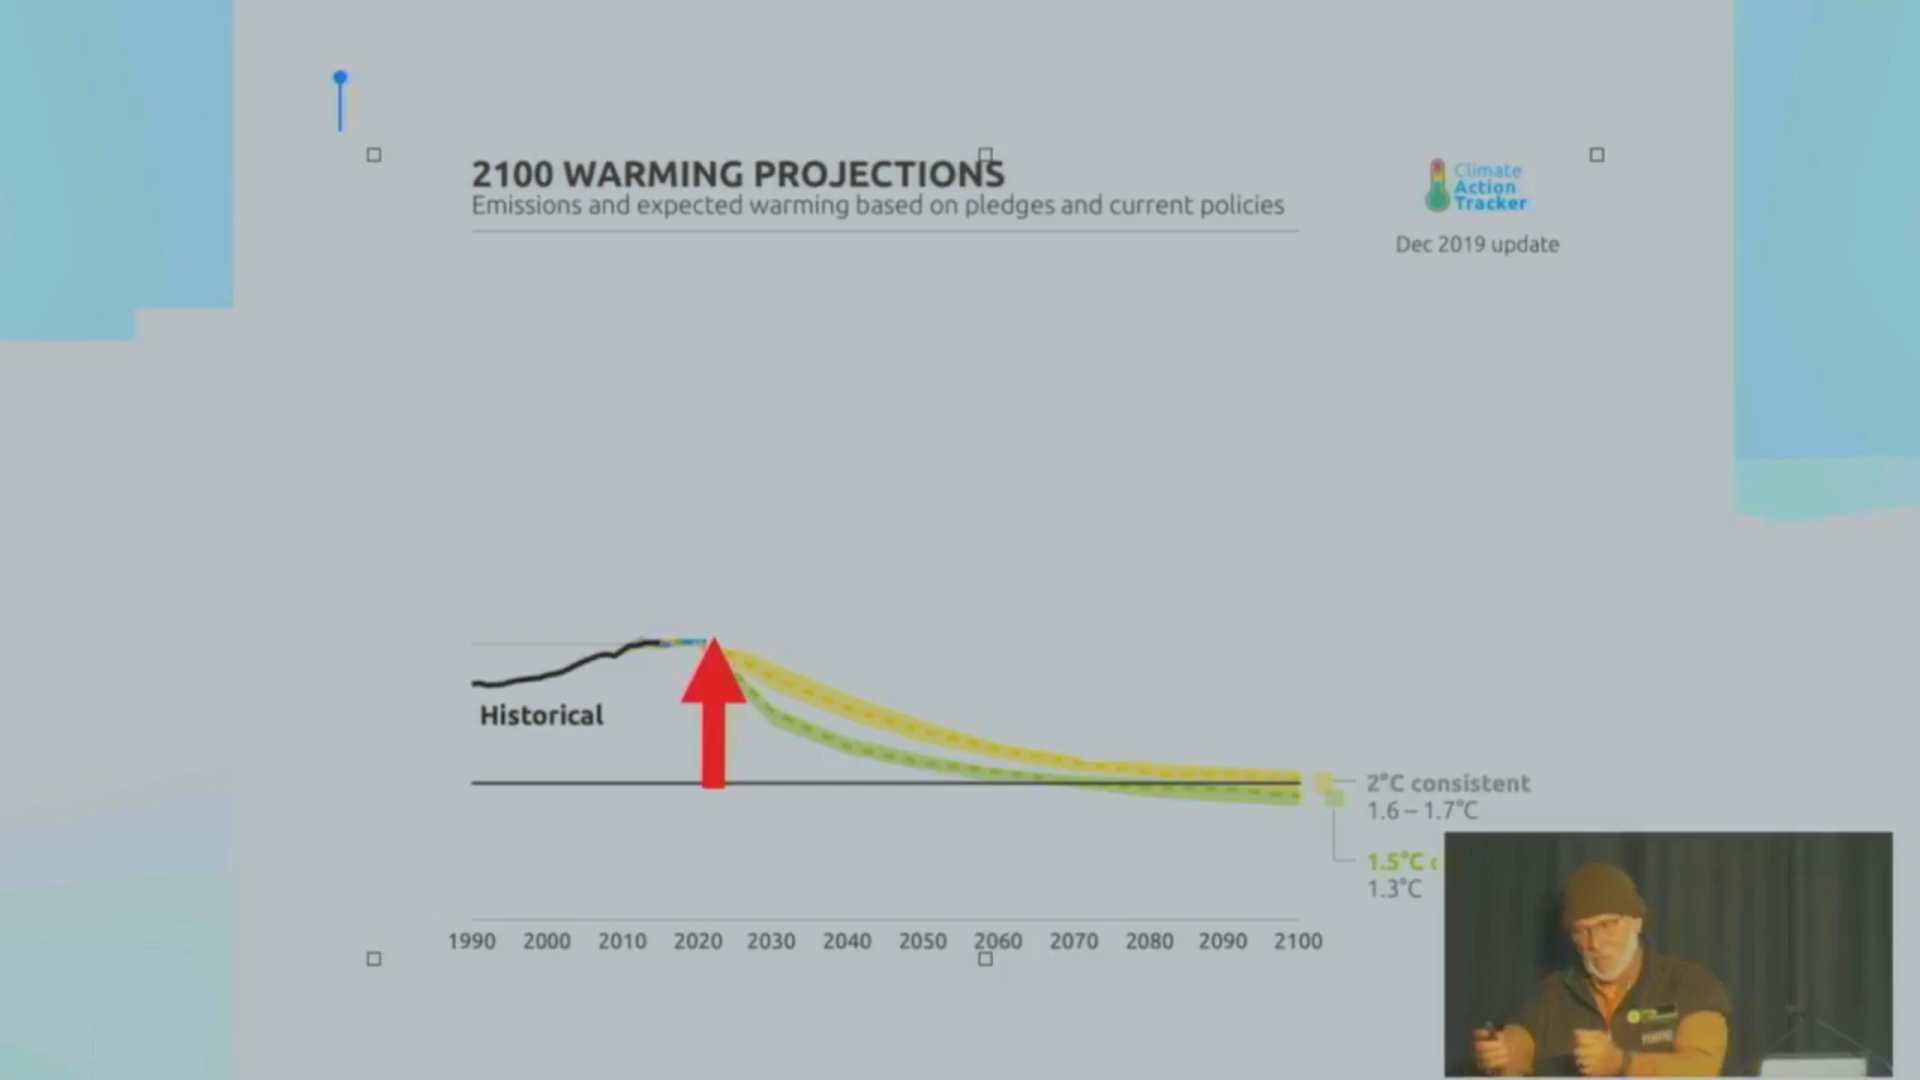 2100 WARMING PROJECTIONS
Emissions and expected warming based on pledges and current policies
Climate
Action
Tracker
Dec 2019 update
Historical
2°C consistent
1.6 – 1.7°C
1.5°C
1.3°C
1990 2000 2010 2020 2030 2040 2050 2060 2070 2080 2090 2100